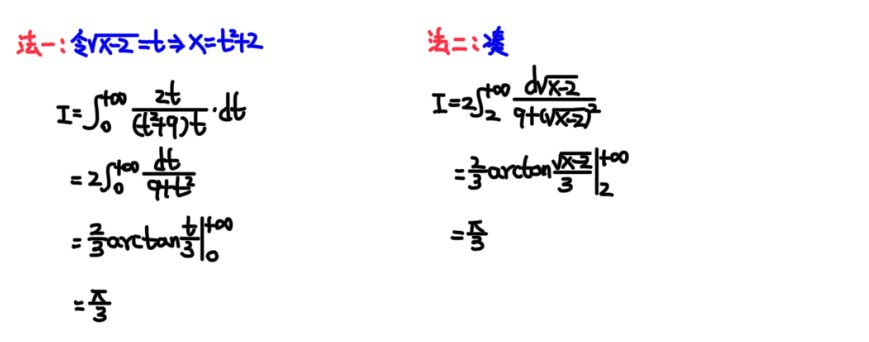 法一:令√(x-2)=t⇒x=t²+2
I=∫₀^{+∞} 2t/((t²+9)t)·dt
=2∫₀^{+∞} dt/(9+t²)
=2/3 arctan t/3 |₀^{+∞}
=π/3
法二:凑
I=2∫₂^{+∞} d√(x-2)/(9+(√(x-2))²)
=2/3 arctan √(x-2)/3 |₂^{+∞}
=π/3